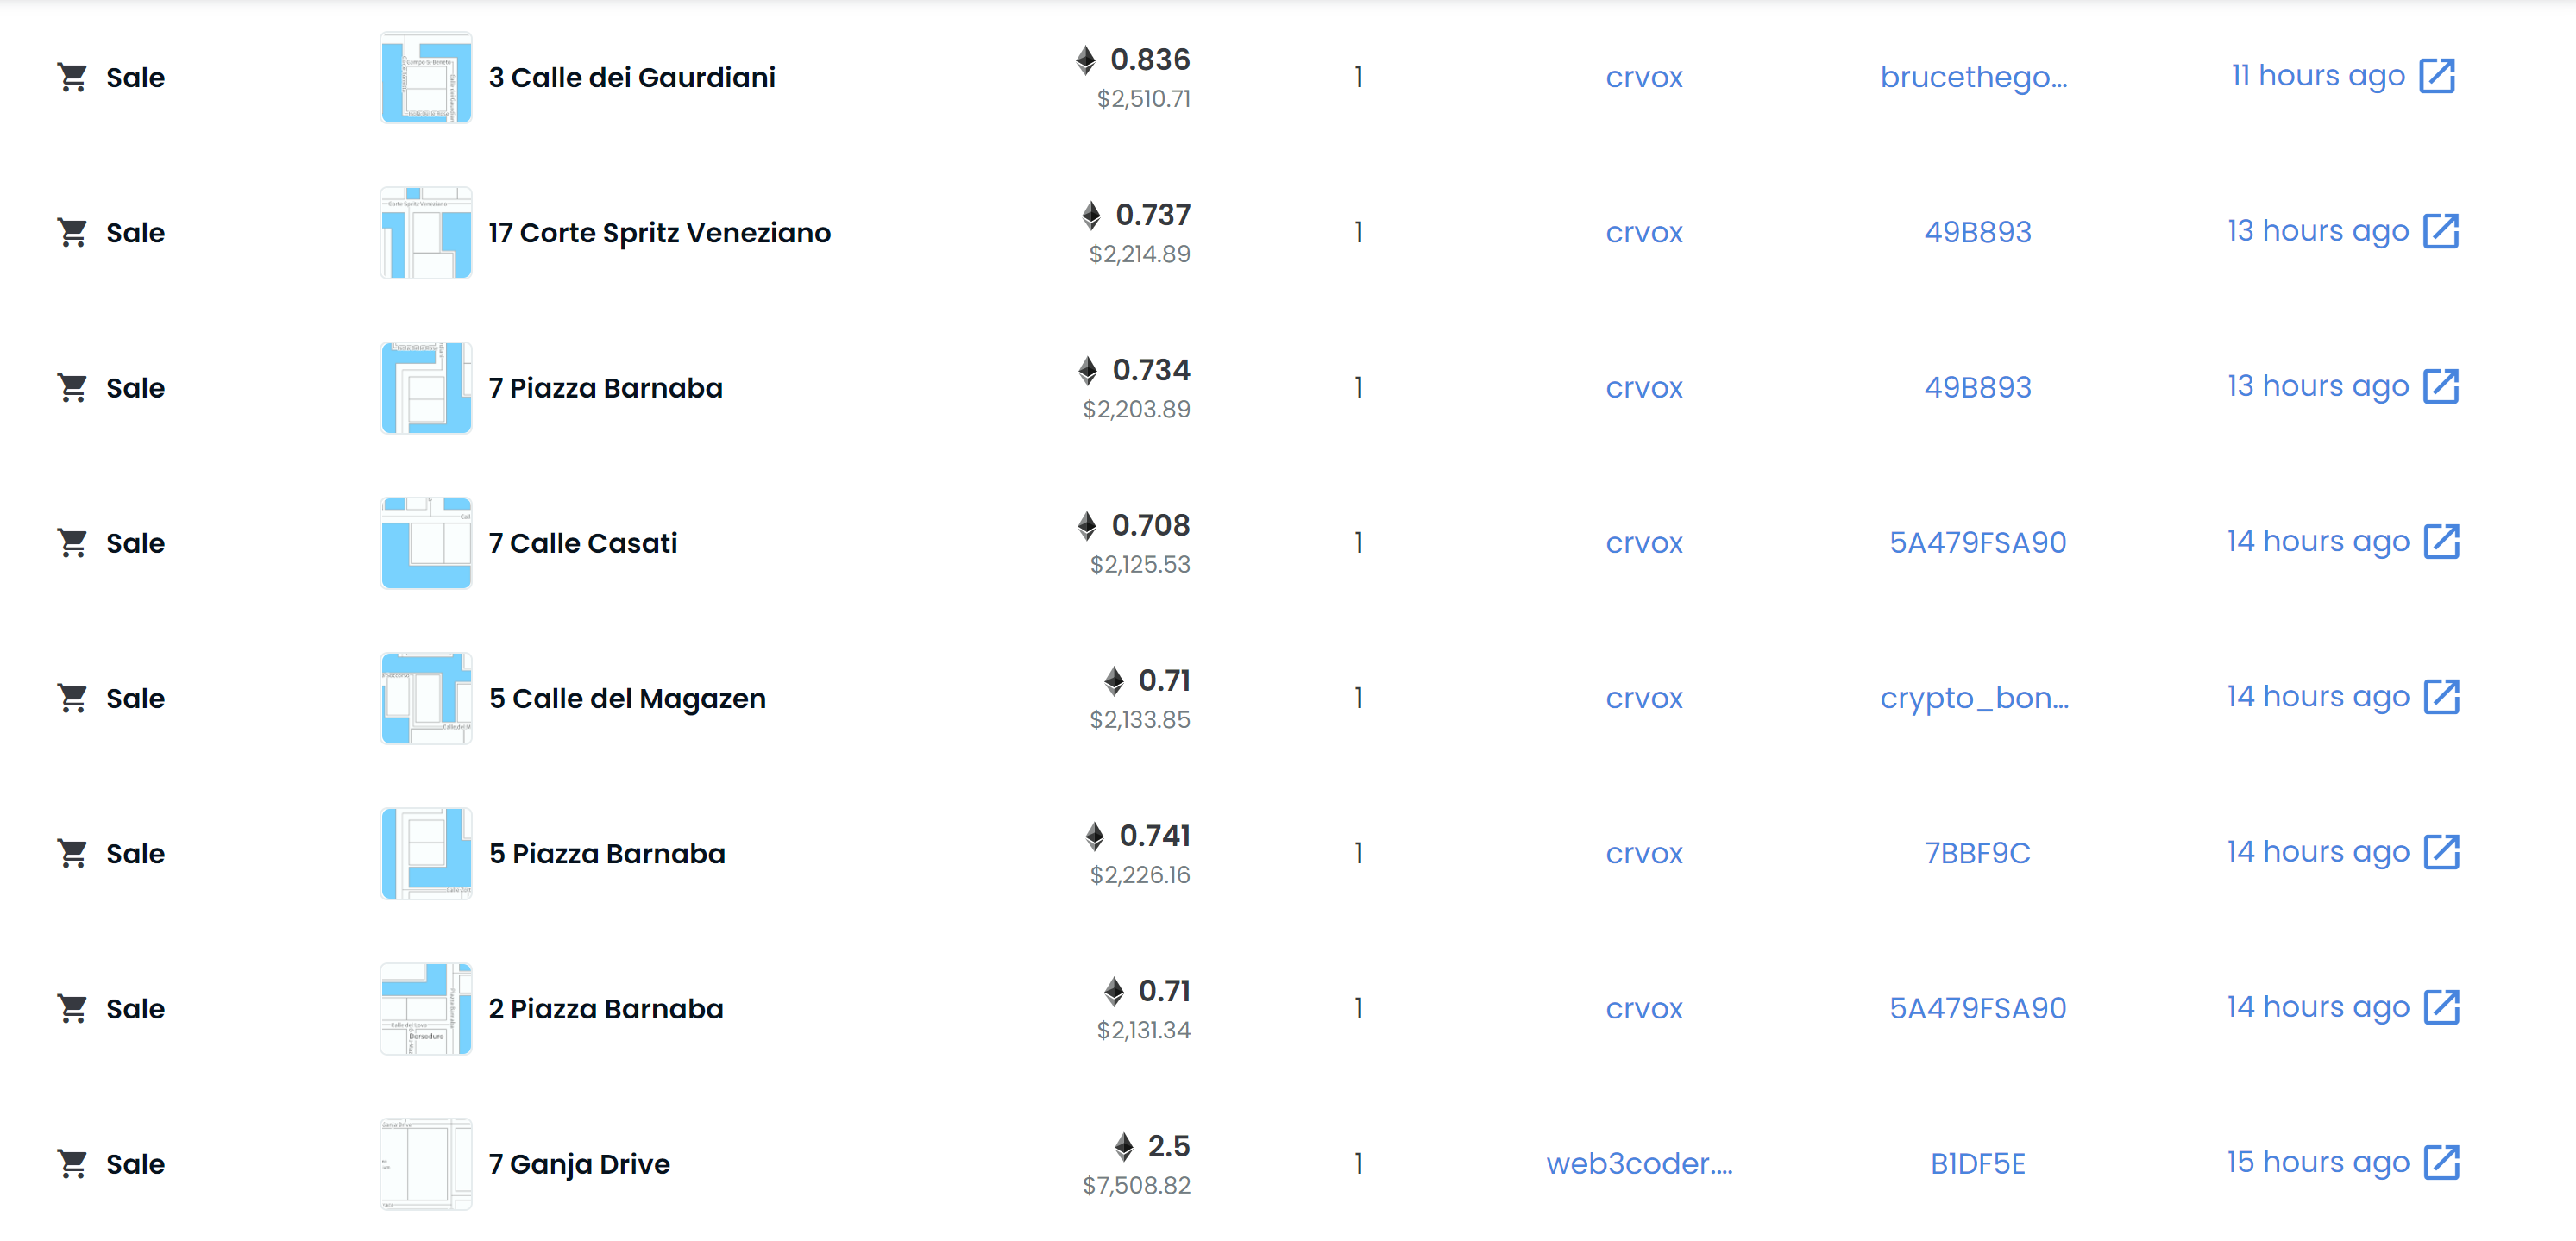 Sale 3 Calle dei Gaurdiani 0.836 1 crvox brucethego... 11 hours ago
$2,510.71
Sale 17 Corte Spritz Veneziano 0.737 1 crvox 49B893 13 hours ago
$2,214.89
Sale 7 Piazza Barnaba 0.734 1 crvox 49B893 13 hours ago
$2,203.89
Sale 7 Calle Casati 0.708 1 crvox 5A479FSA90 14 hours ago
$2,125.53
Sale 5 Calle del Magazen 0.71 1 crvox crypto_bon... 14 hours ago
$2,133.85
Sale 5 Piazza Barnaba 0.741 1 crvox 7BBF9C 14 hours ago
$2,226.16
Sale 2 Piazza Barnaba 0.71 1 crvox 5A479FSA90 14 hours ago
$2,131.34
Dorsoduro
Sale 7 Ganja Drive 2.5 1 web3coder.... B1DF5E 15 hours ago
$7,508.82